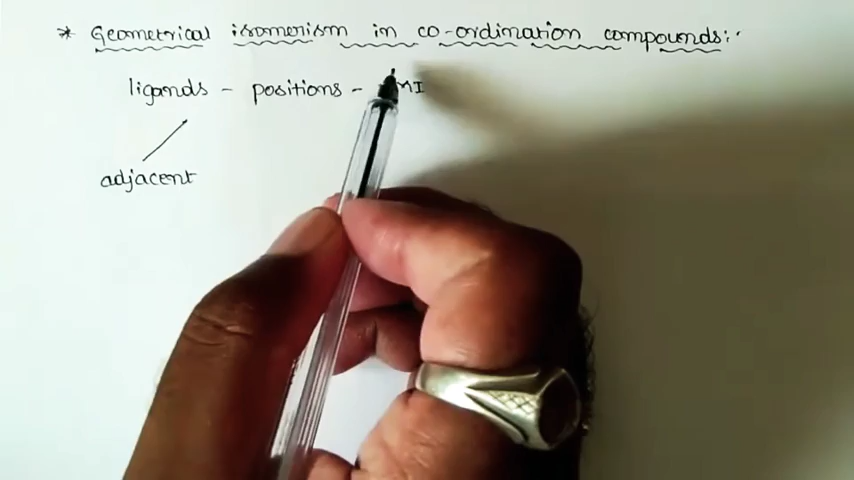 * Geometrical isomerism in co-ordination compounds:-
ligands - positions -
adjacent